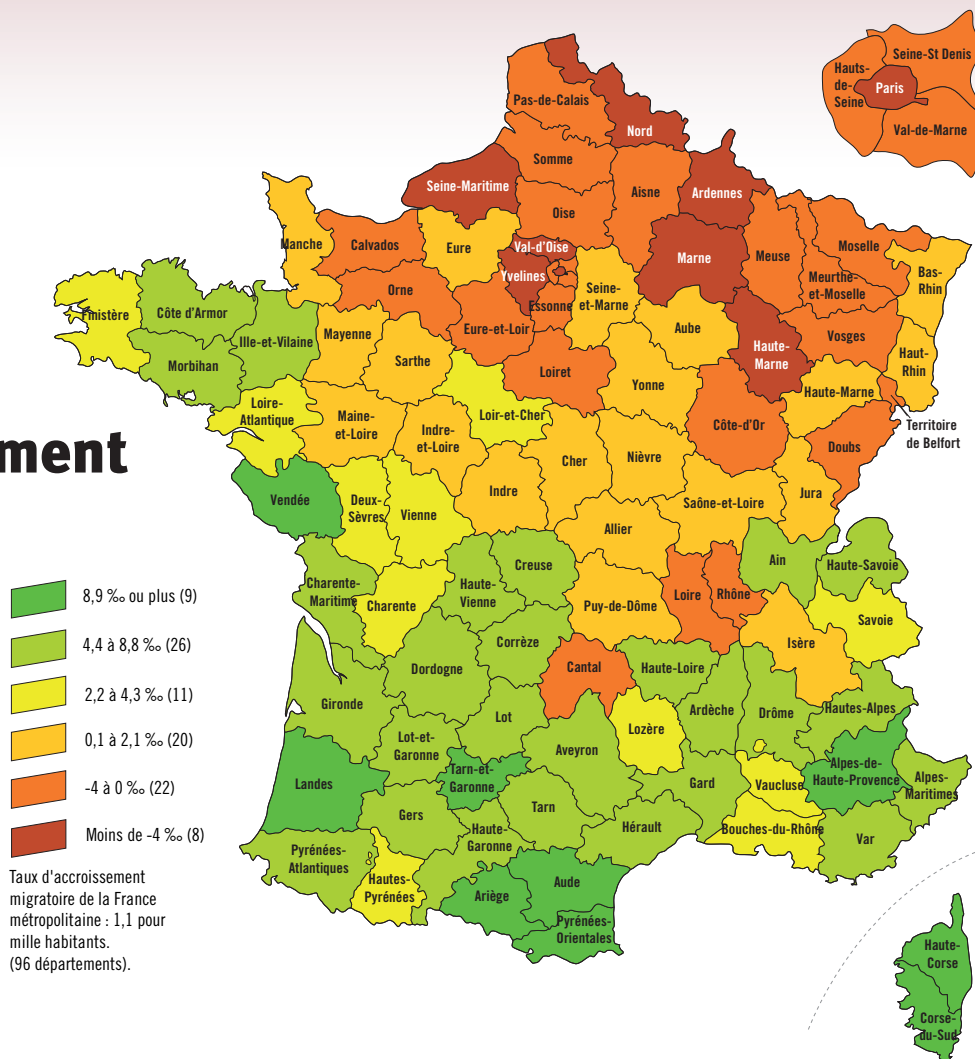 Seine-St Denis
Hauts-
de-
Seine
Paris
Val-de-Marne
Pas-de-Calais
Nord
Somme
Seine-Maritime
Aisne
Ardennes
Oise
Manche
Calvados
Eure
Val-d'Oise
Marne
Meuse
Moselle
Yvelines
Meurthe-
et-Moselle
Bas-
Rhin
Seine-
et-Marne
Orne
Essonne
Finistère
Côte d'Armor
Ille-et-Vilaine
Mayenne
Eure-et-Loir
Aube
Vosges
Haute-
Marne
Haut-
Rhin
Morbihan
Sarthe
Loiret
Yonne
Haute-Marne
Loire-
Atlantique
Loir-et-Cher
Maine-
et-Loire
Indre-
et-Loire
Côte-d'Or
Territoire
de Belfort
Doubs
ment
Cher
Nièvre
Vendée
Deux-
Sèvres
Vienne
Indre
Saône-et-Loire
Jura
Allier
Ain
Haute-Savoie
Creuse
Charente-
Maritime
Charente
Haute-
Vienne
Puy-de-Dôme
Loire
Rhône
Savoie
Isère
Corrèze
Dordogne
Cantal
Haute-Loire
Gironde
Lot
Ardèche
Drôme
Hautes-Alpes
Lozère
Lot-et-
Garonne
Aveyron
Landes
Tarn-et-
Garonne
Gard
Vaucluse
Alpes-de-
Haute-Provence
Alpes-
Maritimes
Gers
Tarn
Haute-
Garonne
Hérault
Bouches-du-Rhône
Var
Pyrénées-
Atlantiques
Hautes-
Pyrénées
Ariège
Aude
Pyrénées-
Orientales
Haute-
Corse
Corse-
du-Sud
8,9 ‰ ou plus (9)
4,4 à 8,8 ‰ (26)
2,2 à 4,3 ‰ (11)
0,1 à 2,1 ‰ (20)
-4 à 0 ‰ (22)
Moins de -4 ‰ (8)
Taux d'accroissement
migratoire de la France
métropolitaine : 1,1 pour
mille habitants.
(96 départements).